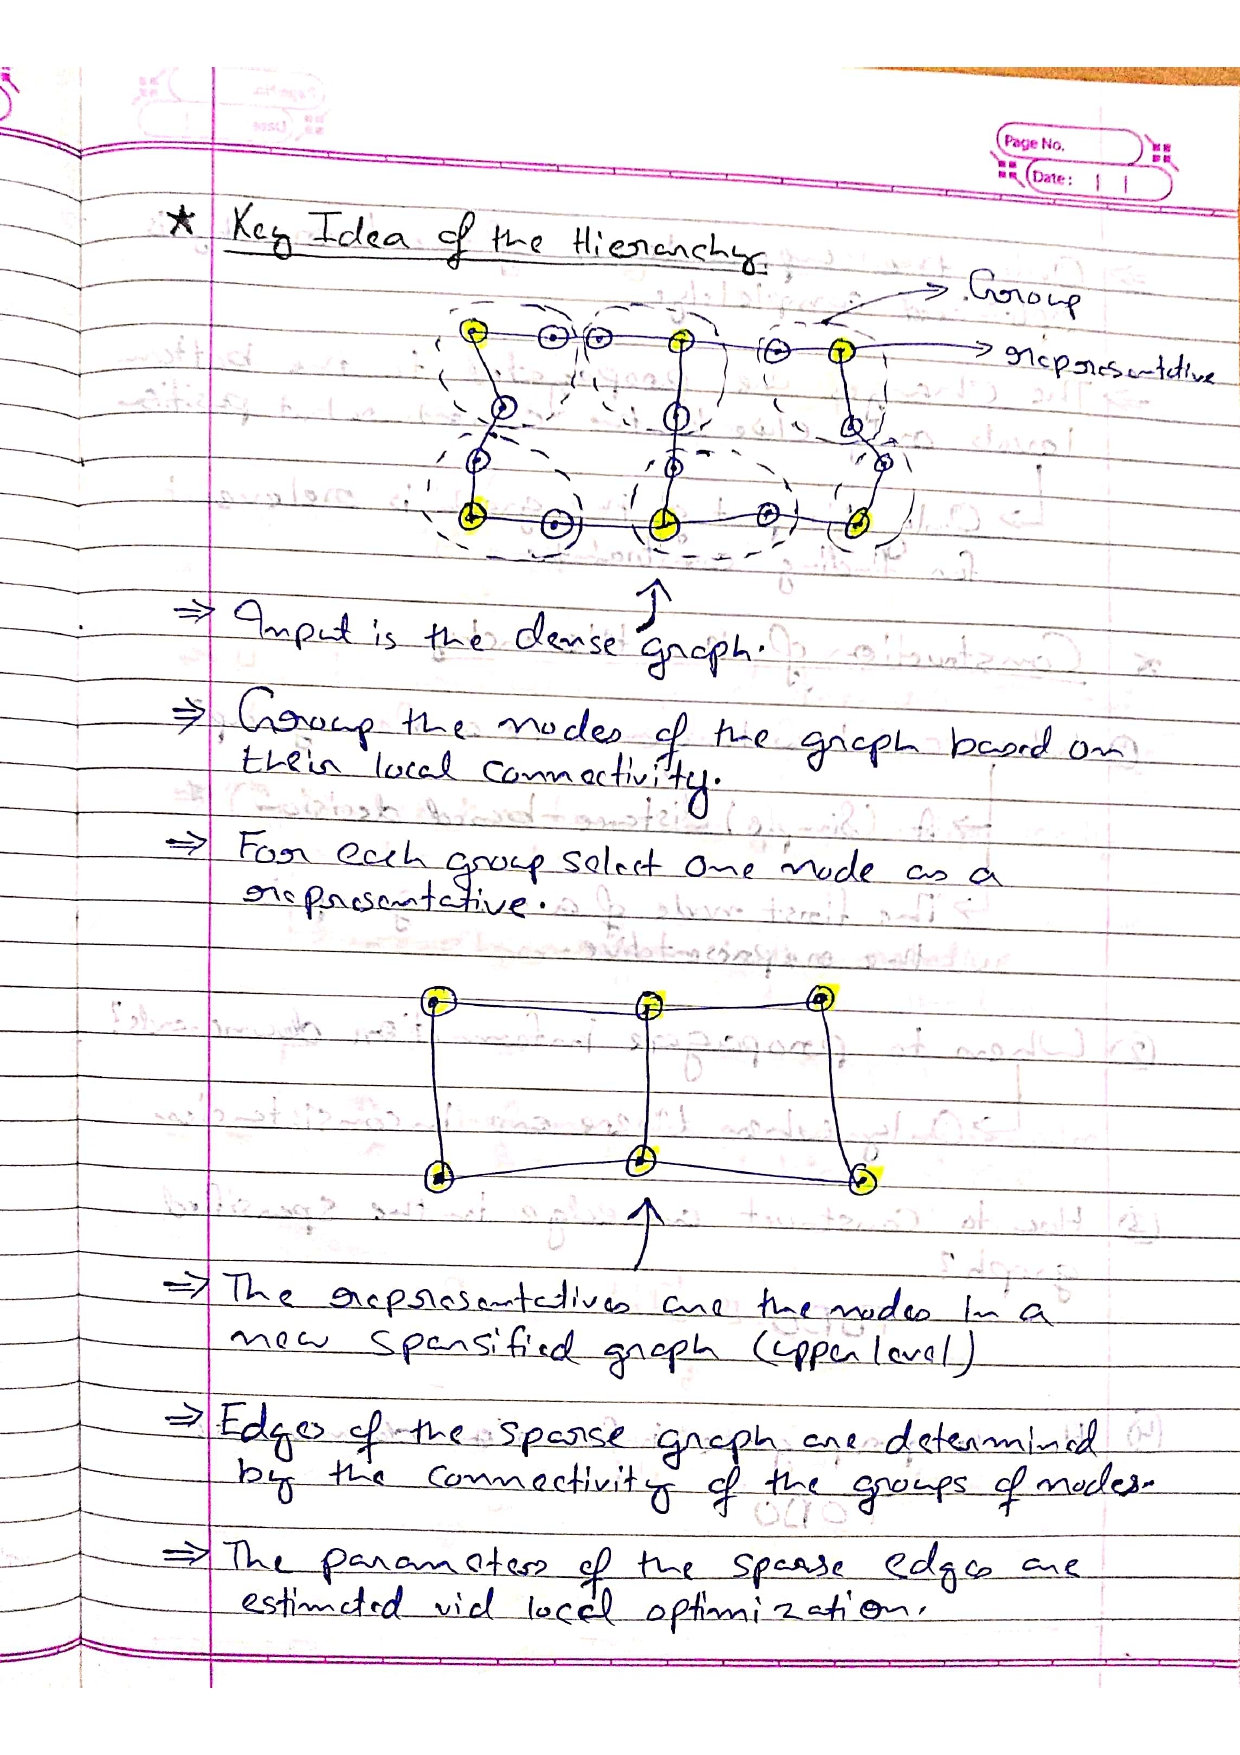 Page No.
Date:
★ Key Idea of the Hierarchy:
Group
representative
⇒ Input is the dense graph.
⇒ Group the nodes of the graph based on
their local connectivity.
⇒ For each group select one node as a
representative.
⇒ The representatives are the nodes in a
new sparsified graph (upper level)
⇒ Edges of the sparse graph are determined
by the connectivity of the groups of nodes.
⇒ The parameters of the sparse edges are
estimated via local optimization.